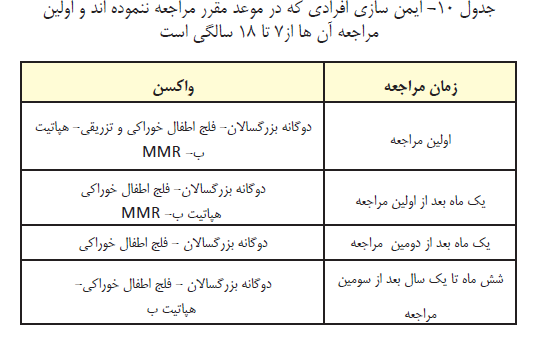 جدول ۱۰- ایمن سازی افرادی که در موعد مقرر مراجعه ننموده اند و اولین
مراجعه آن ها از۷ تا ۱۸ سالگی است
زمان مراجعه
واکسن
اولین مراجعه
دوگانه بزرگسالان- فلج اطفال خوراکی و تزریقی- هپاتیت
ب- MMR
یک ماه بعد از اولین مراجعه
دوگانه بزرگسالان- فلج اطفال خوراکی
هپاتیت ب- MMR
یک ماه بعد از دومین مراجعه
دوگانه بزرگسالان - فلج اطفال خوراکی
شش ماه تا یک سال بعد از سومین
مراجعه
دوگانه بزرگسالان - فلج اطفال خوراکی-
هپاتیت ب